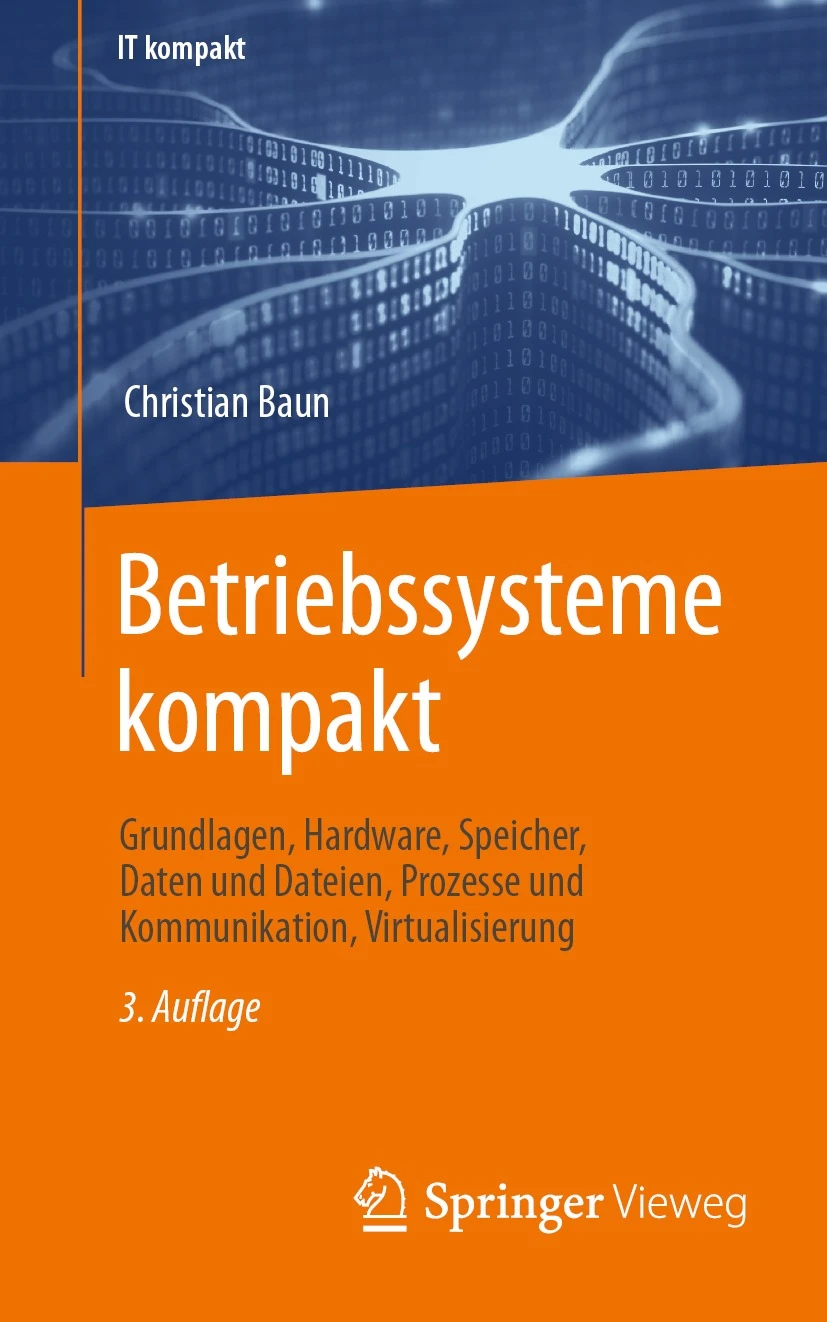 IT kompakt
Christian Baun
Betriebssysteme
kompakt
Grundlagen, Hardware, Speicher,
Daten und Dateien, Prozesse und
Kommunikation, Virtualisierung
3. Auflage
Springer Vieweg